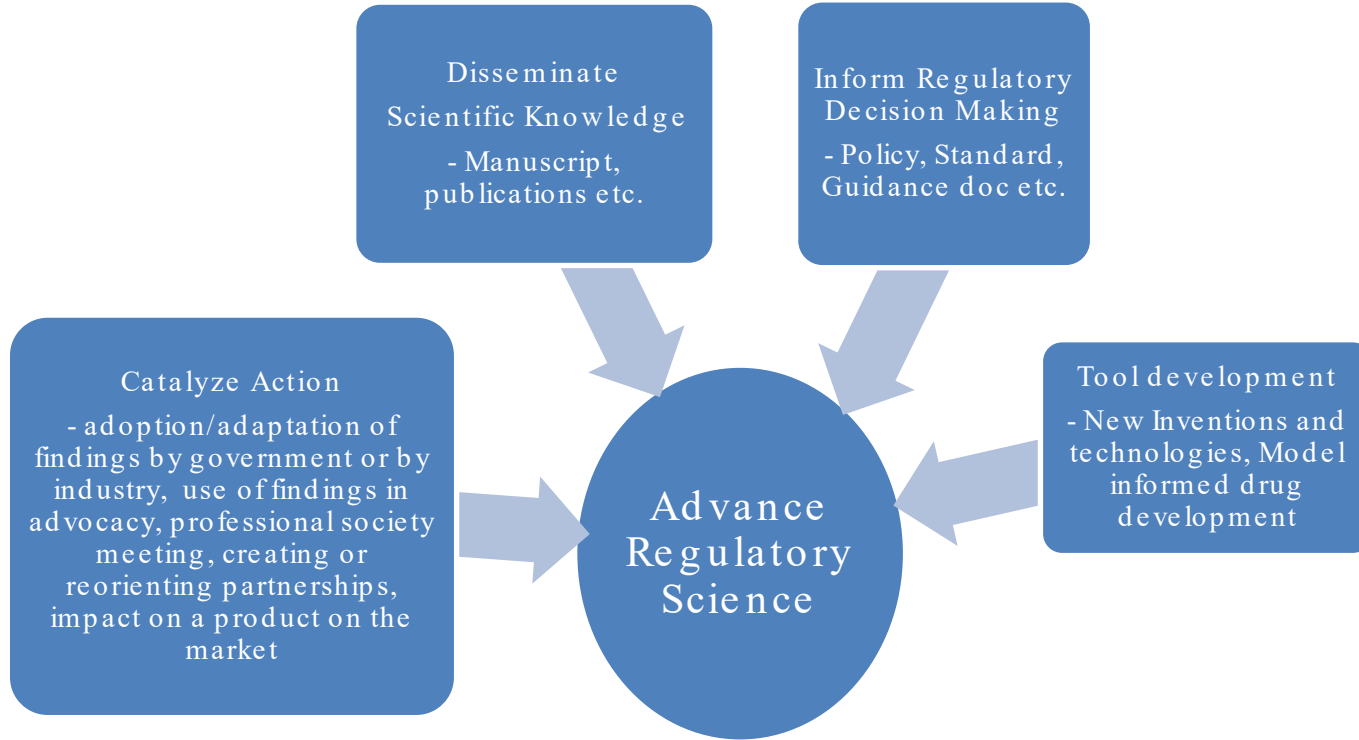 Disseminate
Scientific Knowledge
- Manuscript,
publications etc.
Inform Regulatory
Decision Making
- Policy, Standard,
Guidance doc etc.
Catalyze Action
- adoption/adaptation of
findings by government or by
industry, use of findings in
advocacy, professional society
meeting, creating or
reorienting partnerships,
impact on a product on the
market
Tool development
- New Inventions and
technologies, Model
informed drug
development
Advance
Regulatory
Science